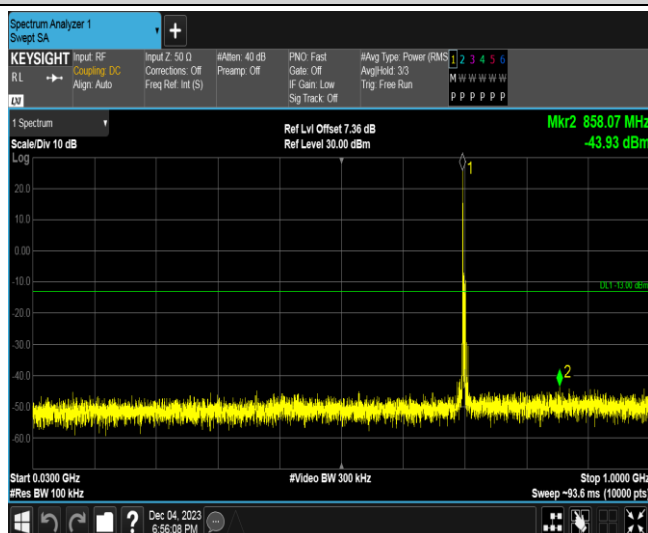 Spectrum Analyzer 1
Swept SA
KEYSIGHT
RL
Input: RF
Coupling: DC
Align: Auto
Input Z: 50 Ω
Corrections: Off
Freq Ref: Int (S)
#Atten: 40 dB
Preamp: Off
PNO: Fast
Gate: Off
IF Gain: Low
Sig Track: Off
#Avg Type: Power (RMS
Avg|Hold: 3/3
Trig: Free Run
1 2 3 4 5 6
M W W W W W
P P P P P P
LXI
1 Spectrum
Scale/Div 10 dB
Ref Lvl Offset 7.36 dB
Ref Level 30.00 dBm
Mkr2 858.07 MHz
-43.93 dBm
Log
1
20.0
10.0
0.00
-10.0
DL1 -13.00 dBm
-20.0
-30.0
-40.0
2
-50.0
-60.0
Start 0.0300 GHz
#Video BW 300 kHz
Stop 1.0000 GHz
#Res BW 100 kHz
Sweep ~93.6 ms (10000 pts)
?
Dec 04, 2023
6:56:08 PM